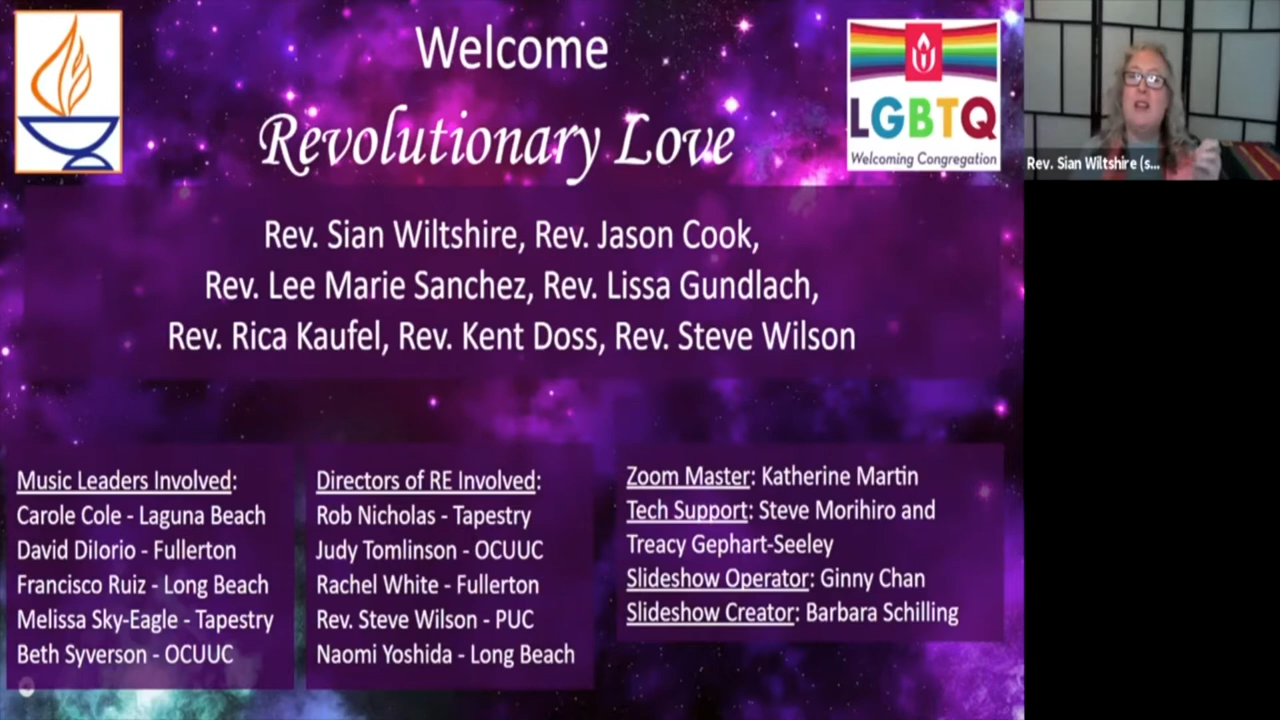 Welcome
Revolutionary Love
LGBTQ
Welcoming Congregation
Rev. Sian Wiltshire (s...
Rev. Sian Wiltshire, Rev. Jason Cook,
Rev. Lee Marie Sanchez, Rev. Lissa Gundlach,
Rev. Rica Kaufel, Rev. Kent Doss, Rev. Steve Wilson
Music Leaders Involved:
Carole Cole - Laguna Beach
David DiIorio - Fullerton
Francisco Ruiz - Long Beach
Melissa Sky-Eagle - Tapestry
Beth Syverson - OCUUC
Directors of RE Involved:
Rob Nicholas - Tapestry
Judy Tomlinson - OCUUC
Rachel White - Fullerton
Rev. Steve Wilson - PUC
Naomi Yoshida - Long Beach
Zoom Master: Katherine Martin
Tech Support: Steve Morihiro and
Treacy Gephart-Seeley
Slideshow Operator: Ginny Chan
Slideshow Creator: Barbara Schilling